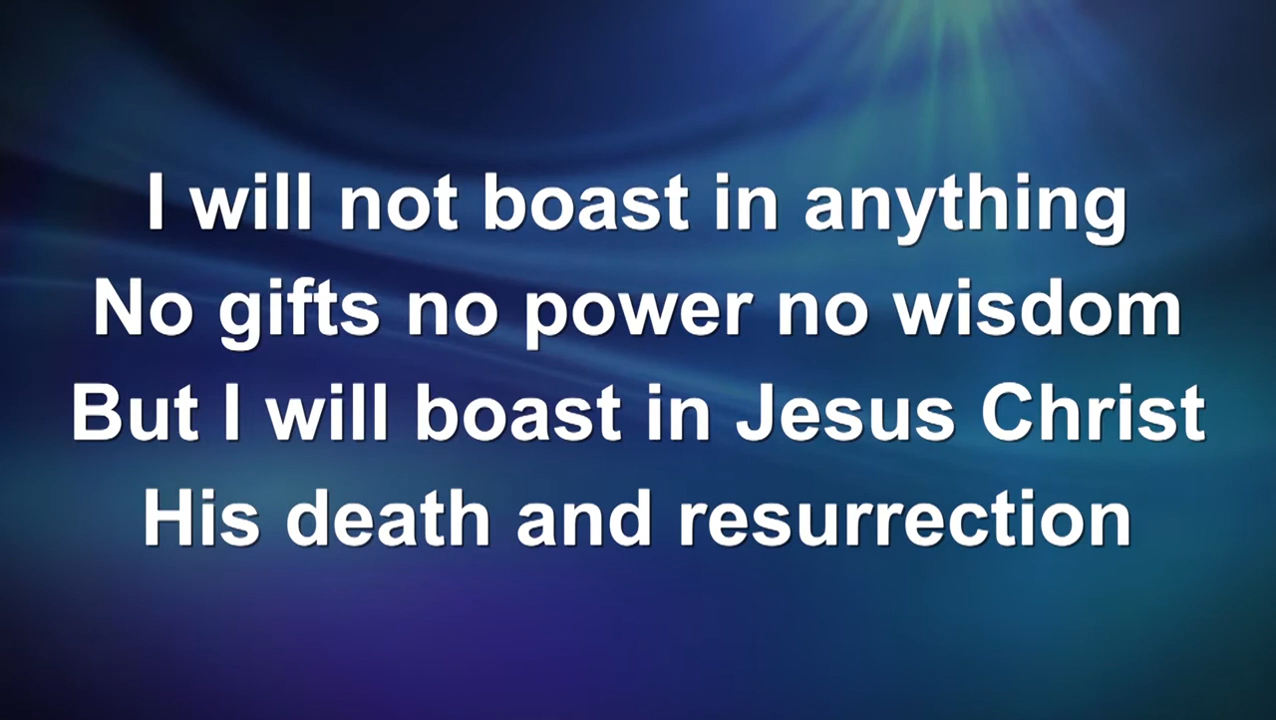 I will not boast in anything
No gifts no power no wisdom
But I will boast in Jesus Christ
His death and resurrection